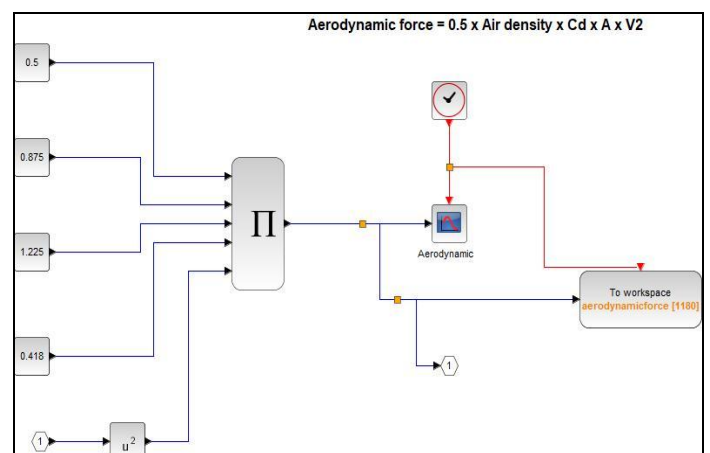 Aerodynamic force = 0.5 x Air density x Cd x A x V2
0.5
0.875
1.225
0.418
1
u²
Π
Aerodynamic
To workspace
aerodynamicforce [1180]
1